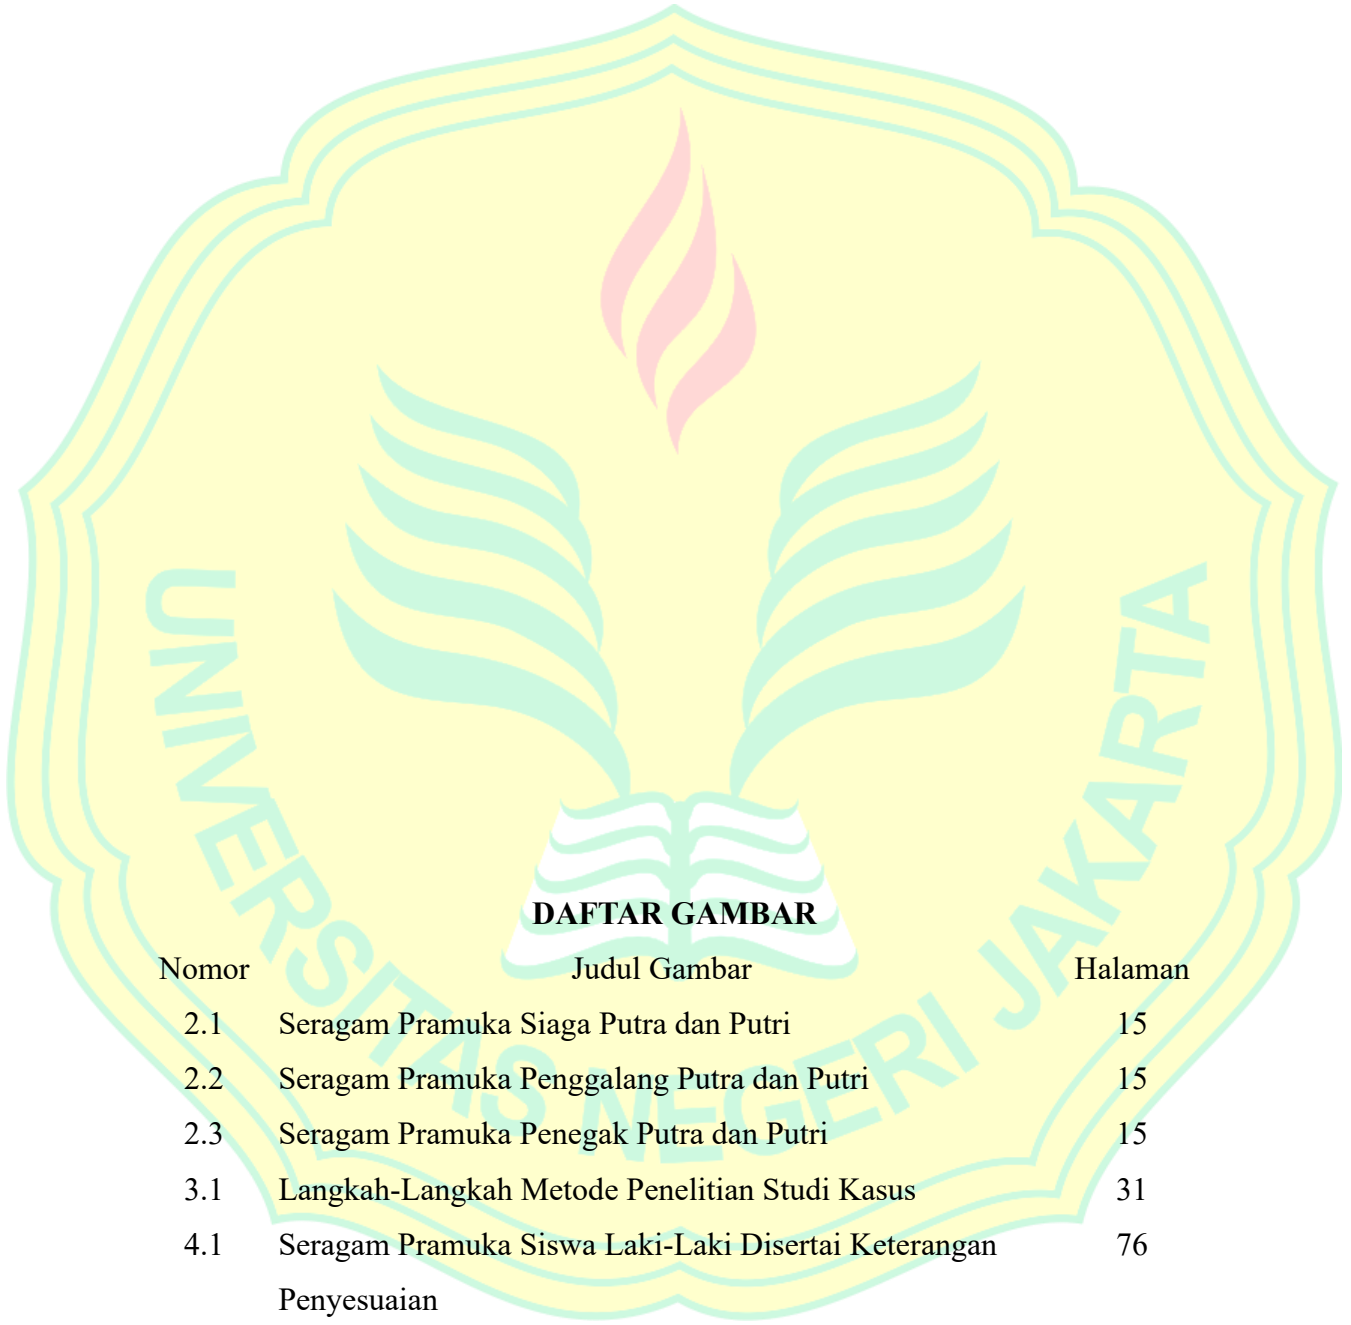 UNIVERSITAS NEGERI JAKARTA
DAFTAR GAMBAR
Nomor Judul Gambar Halaman
2.1 Seragam Pramuka Siaga Putra dan Putri 15
2.2 Seragam Pramuka Penggalang Putra dan Putri 15
2.3 Seragam Pramuka Penegak Putra dan Putri 15
3.1 Langkah-Langkah Metode Penelitian Studi Kasus 31
4.1 Seragam Pramuka Siswa Laki-Laki Disertai Keterangan 76
Penyesuaian